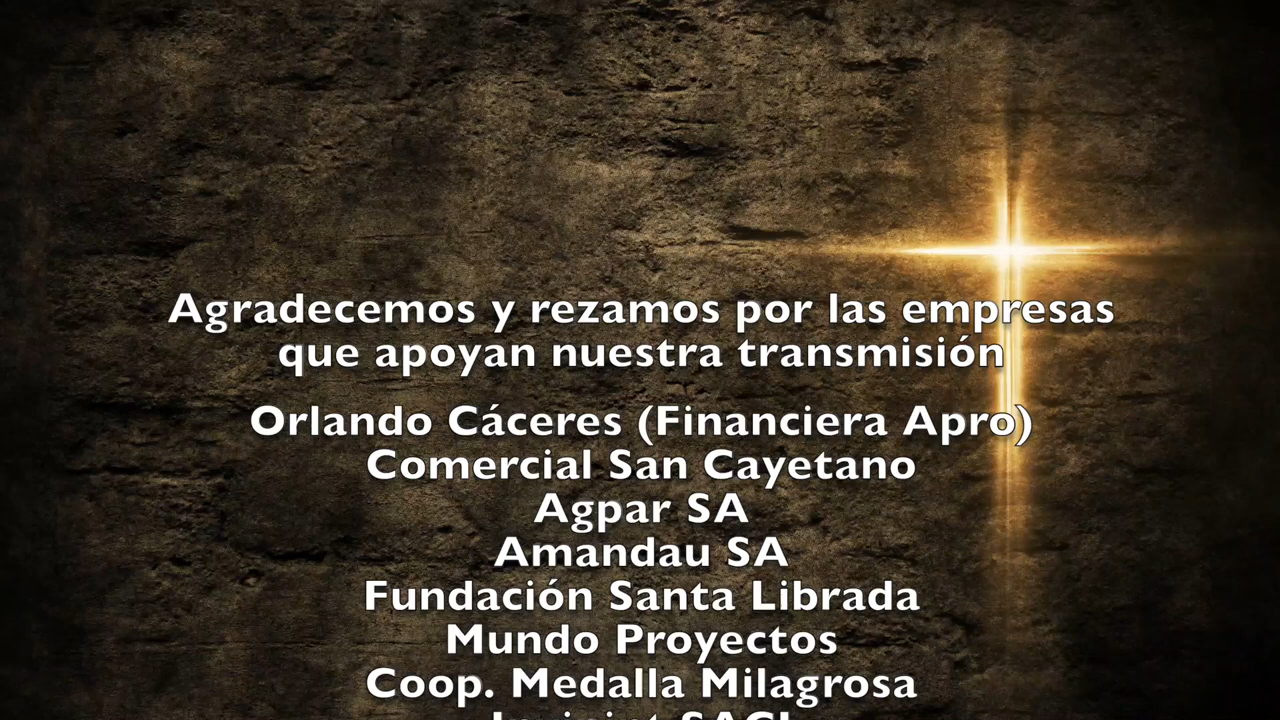 Agradecemos y rezamos por las empresas
que apoyan nuestra transmisión
Orlando Cáceres (Financiera Apro)
Comercial San Cayetano
Agpar SA
Amandau SA
Fundación Santa Librada
Mundo Proyectos
Coop. Medalla Milagrosa